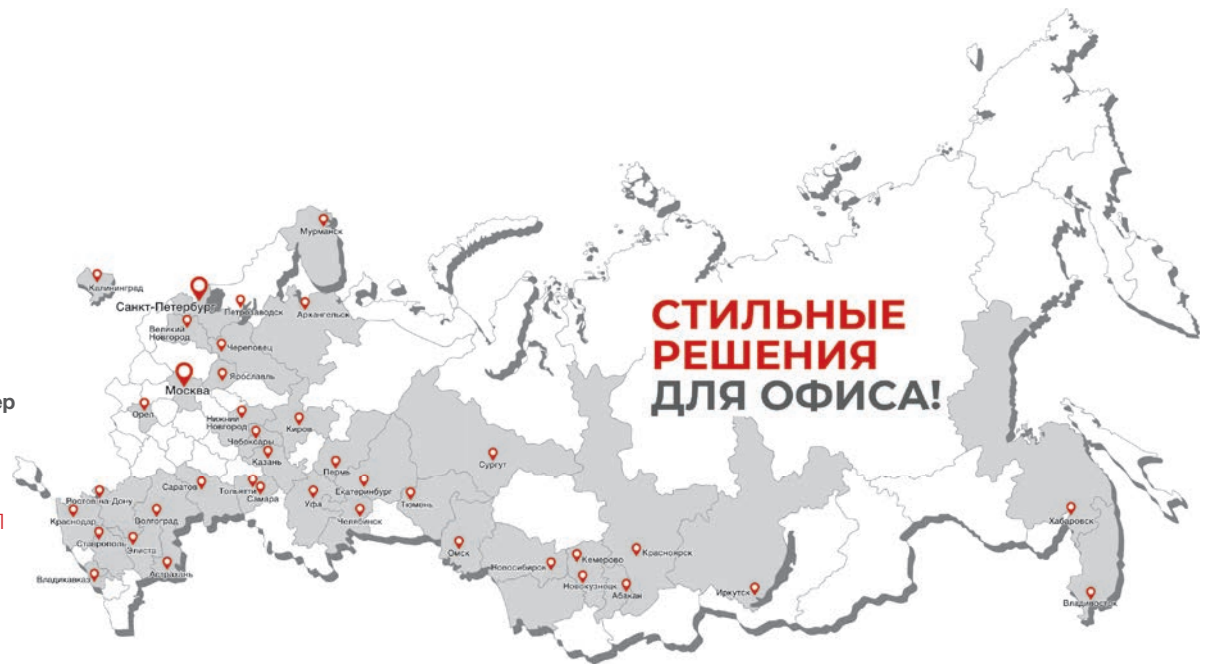 Мурманск
Калининград
Санкт-Петербург
Петрозаводск
Архангельск
Великий
Новгород
Череповец
Ярославль
Москва
СТИЛЬНЫЕ
РЕШЕНИЯ
ДЛЯ ОФИСА!
ер
Орел
Нижний
Новгород
Киров
Чебоксары
Казань
Пермь
Сургут
Саратов
Тольятти
Самара
Уфа
Екатеринбург
Тюмень
Ростов-на-Дону
Краснодар
Волгоград
Челябинск
Хабаровск
Ставрополь
Элиста
Омск
Красноярск
Новосибирск
Кемерово
Владикавказ
Астрахань
Новокузнецк
Абакан
Иркутск
Владивосток